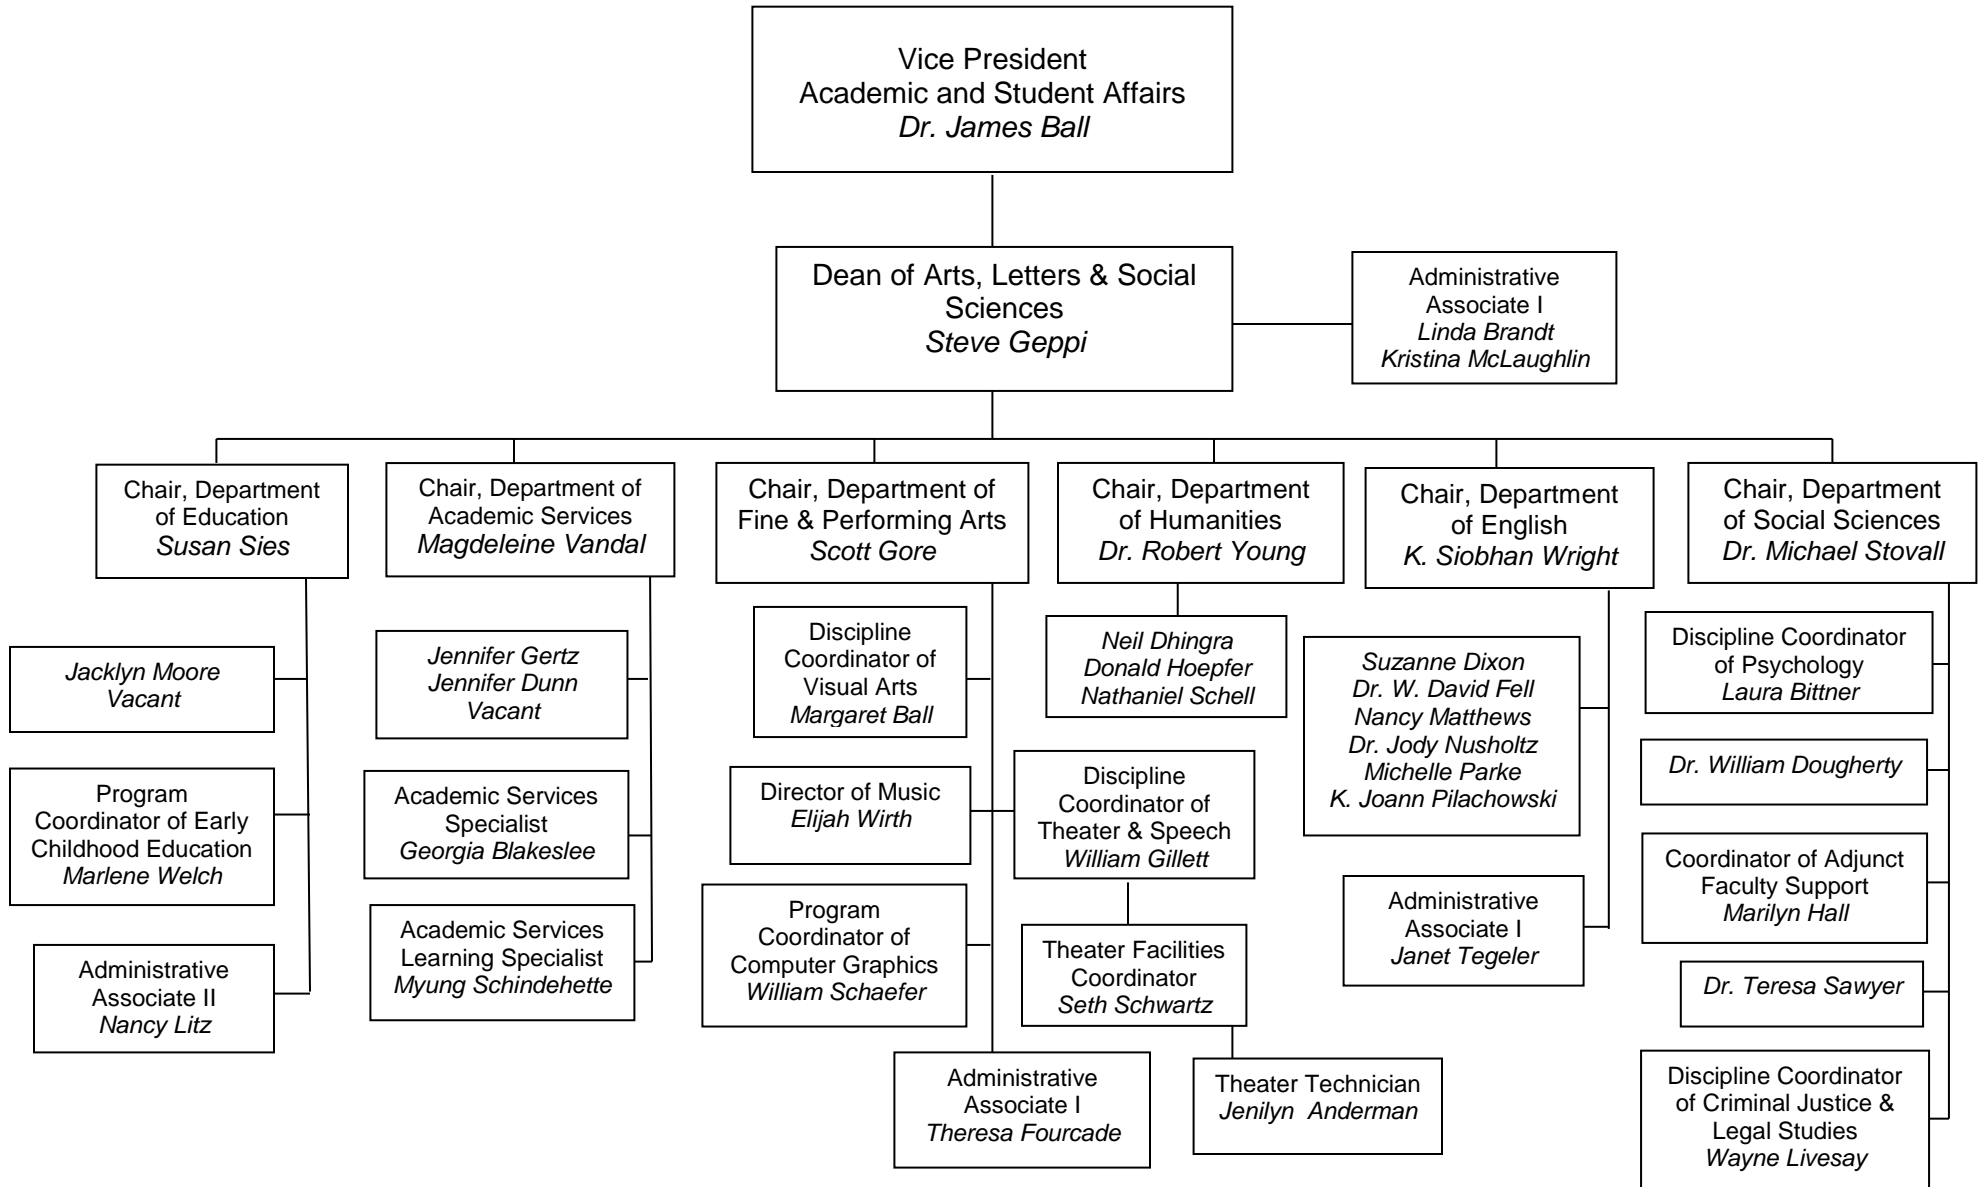 Vice President
Academic and Student Affairs
Dr. James Ball
Dean of Arts, Letters & Social
Sciences
Steve Geppi
Administrative
Associate I
Linda Brandt
Kristina McLaughlin
Chair, Department
of Education
Susan Sies
Chair, Department of
Academic Services
Magdeleine Vandal
Chair, Department of
Fine & Performing Arts
Scott Gore
Chair, Department
of Humanities
Dr. Robert Young
Chair, Department
of English
K. Siobhan Wright
Chair, Department
of Social Sciences
Dr. Michael Stovall
Jacklyn Moore
Vacant
Program
Coordinator of Early
Childhood Education
Marlene Welch
Administrative
Associate II
Nancy Litz
Jennifer Gertz
Jennifer Dunn
Vacant
Academic Services
Specialist
Georgia Blakeslee
Academic Services
Learning Specialist
Myung Schindehette
Discipline
Coordinator of
Visual Arts
Margaret Ball
Director of Music
Elijah Wirth
Program
Coordinator of
Computer Graphics
William Schaefer
Discipline
Coordinator of
Theater & Speech
William Gillett
Theater Facilities
Coordinator
Seth Schwartz
Theater Technician
Jenilyn Anderman
Administrative
Associate I
Theresa Fourcade
Neil Dhingra
Donald Hoepfer
Nathaniel Schell
Suzanne Dixon
Dr. W. David Fell
Nancy Matthews
Dr. Jody Nusholtz
Michelle Parke
K. Joann Pilachowski
Administrative
Associate I
Janet Tegeler
Discipline Coordinator
of Psychology
Laura Bittner
Dr. William Dougherty
Coordinator of Adjunct
Faculty Support
Marilyn Hall
Dr. Teresa Sawyer
Discipline Coordinator
of Criminal Justice &
Legal Studies
Wayne Livesay